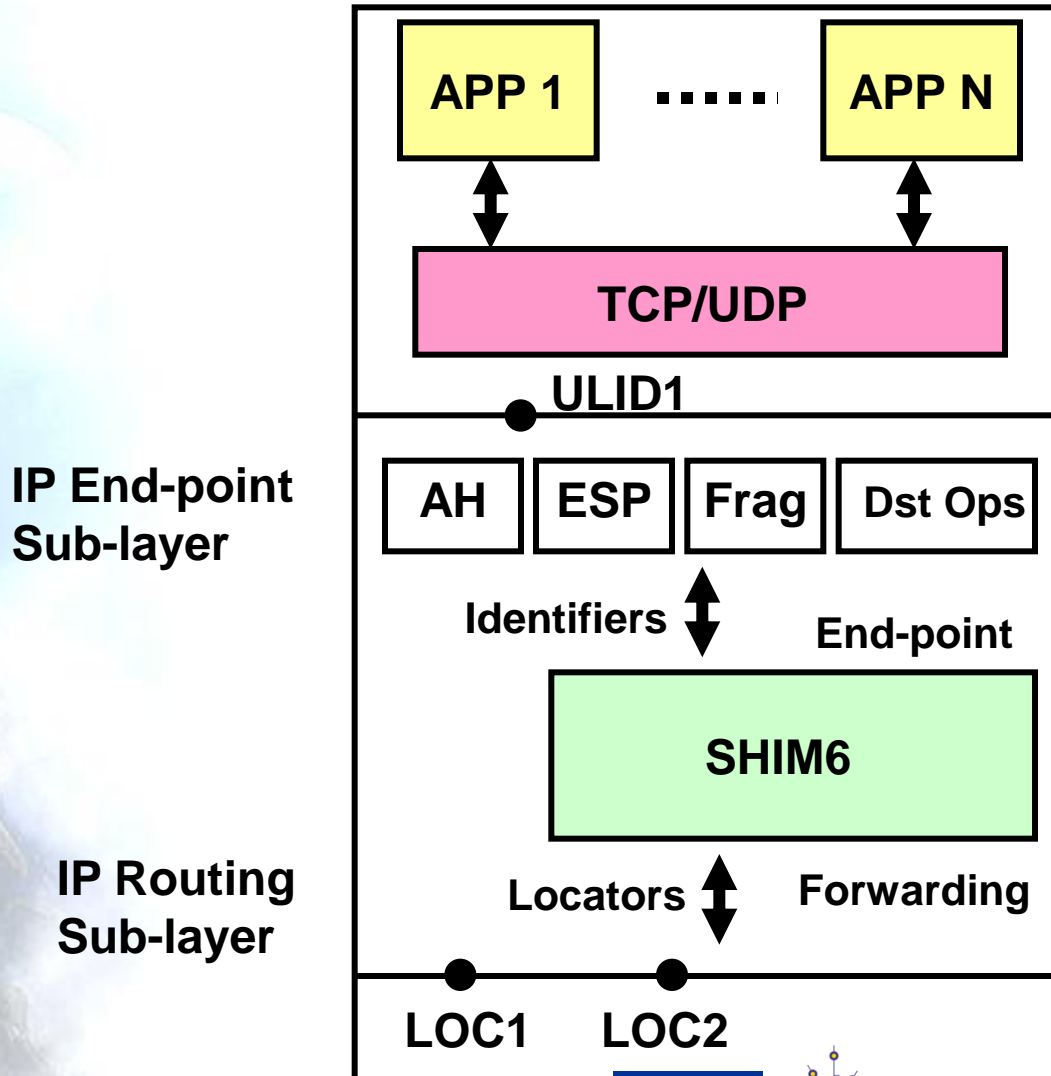 APP 1 APP N
TCP/UDP
ULID1
IP End-point
Sub-layer
AH ESP Frag Dst Ops
Identifiers
End-point
SHIM6
IP Routing
Sub-layer
Locators
Forwarding
LOC1 LOC2